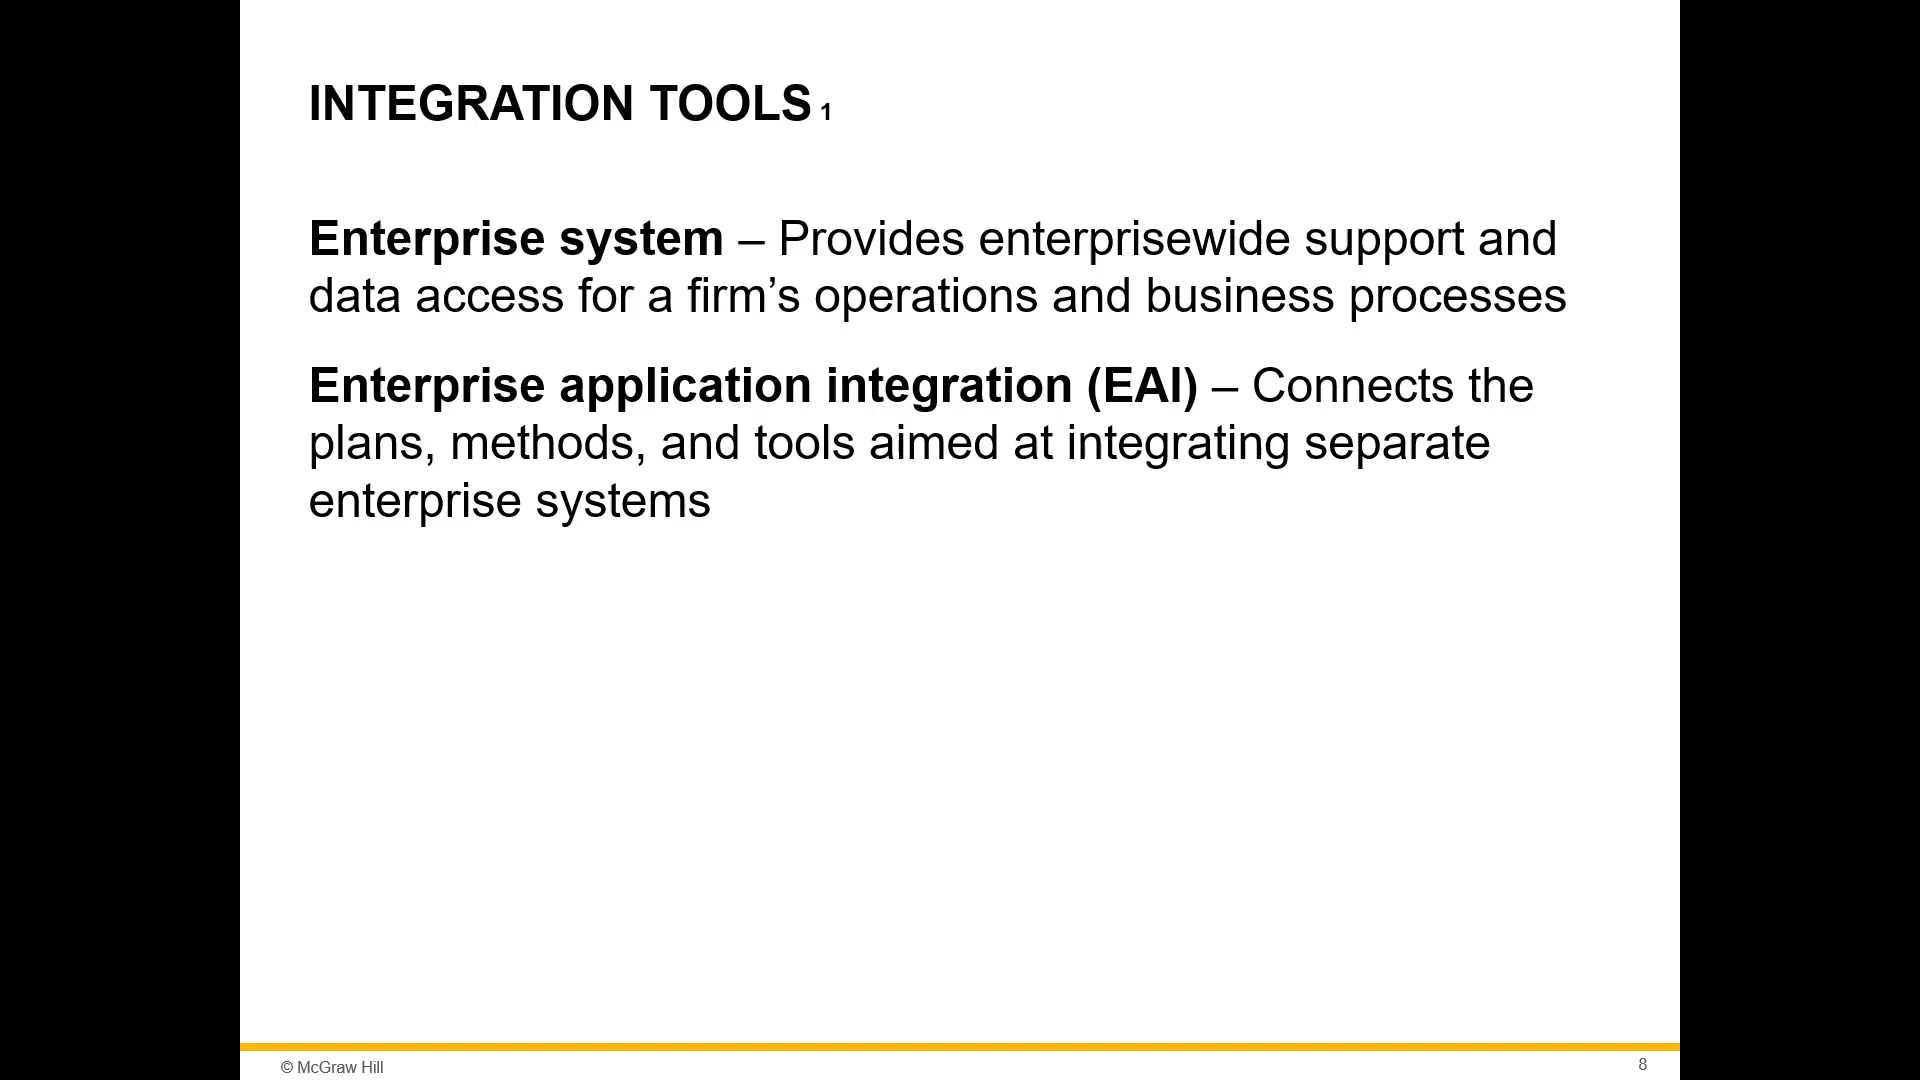 INTEGRATION TOOLS 1
Enterprise system – Provides enterprisewide support and
data access for a firm’s operations and business processes
Enterprise application integration (EAI) – Connects the
plans, methods, and tools aimed at integrating separate
enterprise systems
© McGraw Hill
8